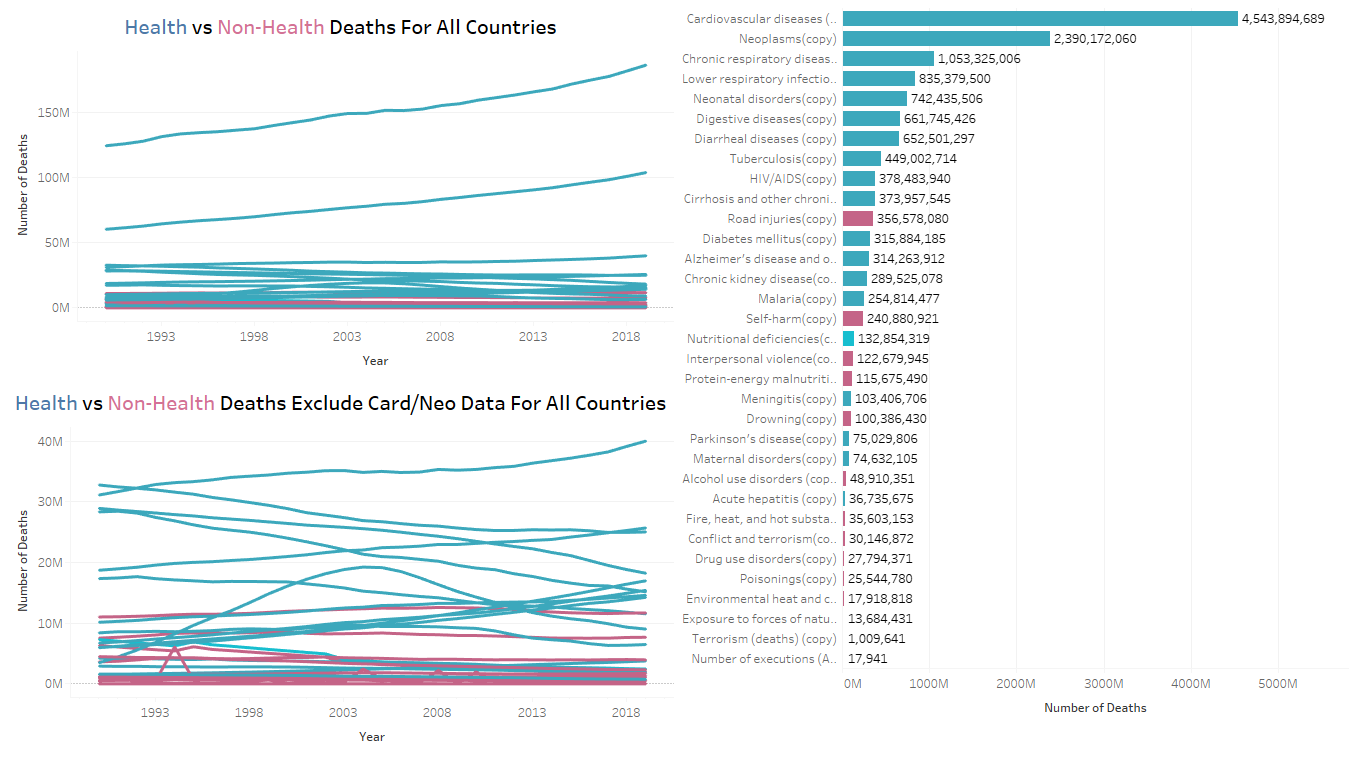 Health vs Non-Health Deaths For All Countries
150M
100M
50M
0M
Number of Deaths
1993 1998 2003 2008 2013 2018
Year
Health vs Non-Health Deaths Exclude Card/Neo Data For All Countries
40M
30M
20M
10M
0M
Number of Deaths
1993 1998 2003 2008 2013 2018
Year
Cardiovascular diseases (.. 4,543,894,689
Neoplasms(copy) 2,390,172,060
Chronic respiratory diseas.. 1,053,325,006
Lower respiratory infectio.. 835,379,500
Neonatal disorders(copy) 742,435,506
Digestive diseases(copy) 661,745,426
Diarrheal diseases (copy) 652,501,297
Tuberculosis(copy) 449,002,714
HIV/AIDS(copy) 378,483,940
Cirrhosis and other chroni.. 373,957,545
Road injuries(copy) 356,578,080
Diabetes mellitus(copy) 315,884,185
Alzheimer's disease and o.. 314,263,912
Chronic kidney disease(co.. 289,525,078
Malaria(copy) 254,814,477
Self-harm(copy) 240,880,921
Nutritional deficiencies(c.. 132,854,319
Interpersonal violence(co.. 122,679,945
Protein-energy malnutriti.. 115,675,490
Meningitis(copy) 103,406,706
Drowning(copy) 100,386,430
Parkinson's disease(copy) 75,029,806
Maternal disorders(copy) 74,632,105
Alcohol use disorders (cop.. 48,910,351
Acute hepatitis (copy) 36,735,675
Fire, heat, and hot substa.. 35,603,153
Conflict and terrorism(co.. 30,146,872
Drug use disorders(copy) 27,794,371
Poisonings(copy) 25,544,780
Environmental heat and c.. 17,918,818
Exposure to forces of natu.. 13,684,431
Terrorism (deaths) (copy) 1,009,641
Number of executions (A.. 17,941
0M 1000M 2000M 3000M 4000M 5000M
Number of Deaths